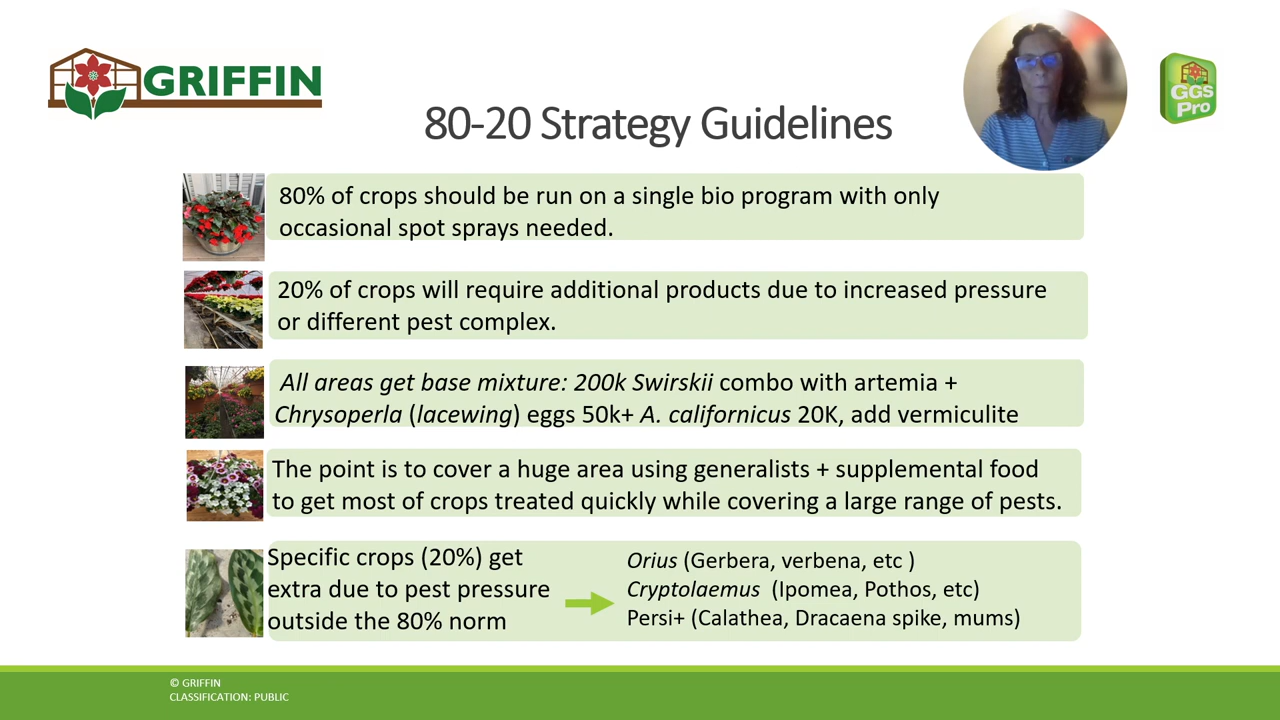 GRIFFIN
GGS
Pro
80-20 Strategy Guidelines
80% of crops should be run on a single bio program with only
occasional spot sprays needed.
20% of crops will require additional products due to increased pressure
or different pest complex.
All areas get base mixture: 200k Swirskii combo with artemia +
Chrysoperla (lacewing) eggs 50k+ A. californicus 20K, add vermiculite
The point is to cover a huge area using generalists + supplemental food
to get most of crops treated quickly while covering a large range of pests.
Specific crops (20%) get
extra due to pest pressure
outside the 80% norm
Orius (Gerbera, verbena, etc )
Cryptolaemus (Ipomea, Pothos, etc)
Persi+ (Calathea, Dracaena spike, mums)
© GRIFFIN
CLASSIFICATION: PUBLIC